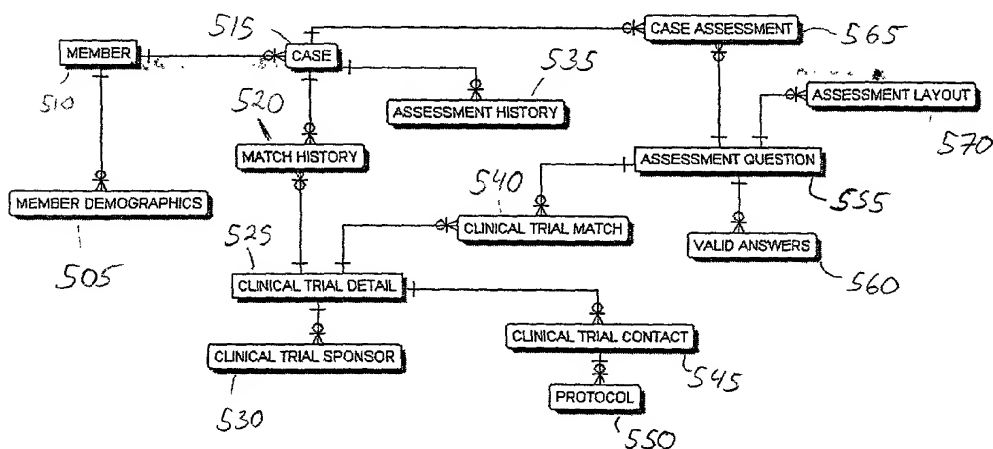 515
CASE ASSESSMENT
565
MEMBER
CASE
535
510
520
ASSESSMENT HISTORY
ASSESSMENT LAYOUT
570
MATCH HISTORY
540
ASSESSMENT QUESTION
555
MEMBER DEMOGRAPHICS
525
CLINICAL TRIAL MATCH
VALID ANSWERS
505
560
CLINICAL TRIAL DETAIL
CLINICAL TRIAL CONTACT
CLINICAL TRIAL SPONSOR
545
530
PROTOCOL
550